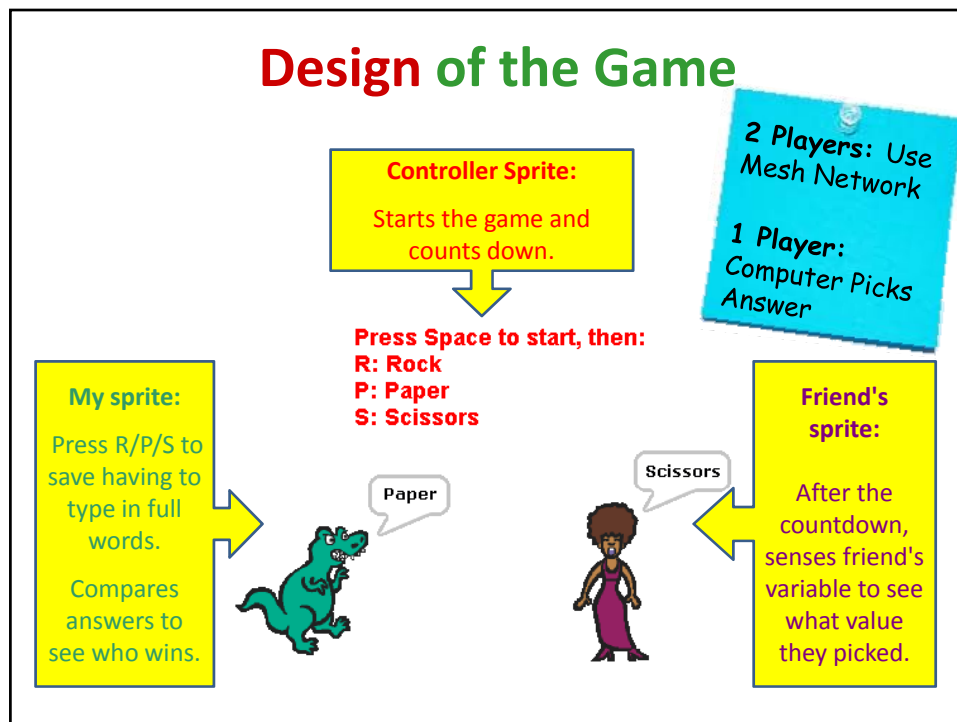 Design of the Game
2 Players: Use
Mesh Network
1 Player:
Computer Picks
Answer
Controller Sprite:
Starts the game and
counts down.
Press Space to start, then:
R: Rock
P: Paper
S: Scissors
My sprite:
Press R/P/S to
save having to
type in full
words.
Compares
answers to
see who wins.
Paper
Scissors
Friend's
sprite:
After the
countdown,
senses friend's
variable to see
what value
they picked.